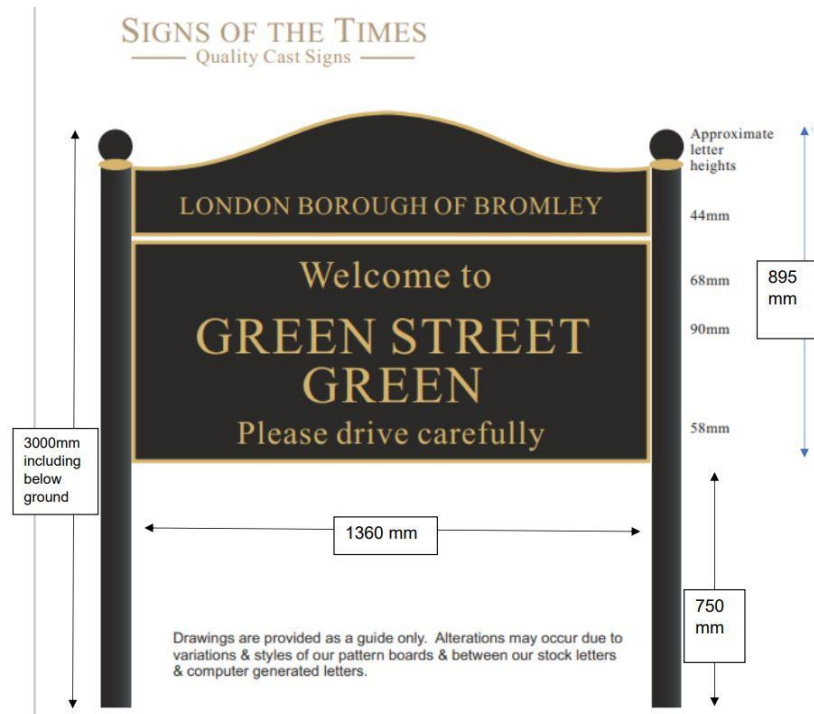 SIGNS OF THE TIMES
Quality Cast Signs
Approximate
letter
heights
LONDON BOROUGH OF BROMLEY
44mm
Welcome to
68mm
895
mm
GREEN STREET
90mm
GREEN
Please drive carefully
58mm
3000mm
including
below
ground
1360 mm
750
mm
Drawings are provided as a guide only. Alterations may occur due to
variations & styles of our pattern boards & between our stock letters
& computer generated letters.